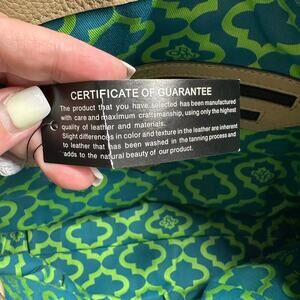 CERTIFICATE OF GUARANTEE
The product that you have selected has been manufactured
with care and maximum craftsmanship, using only the highest
quality of leather and materials.
Slight differences in color and texture in the leather are inherent
to leather that has been washed in the tanning process and
adds to the natural beauty of our product.